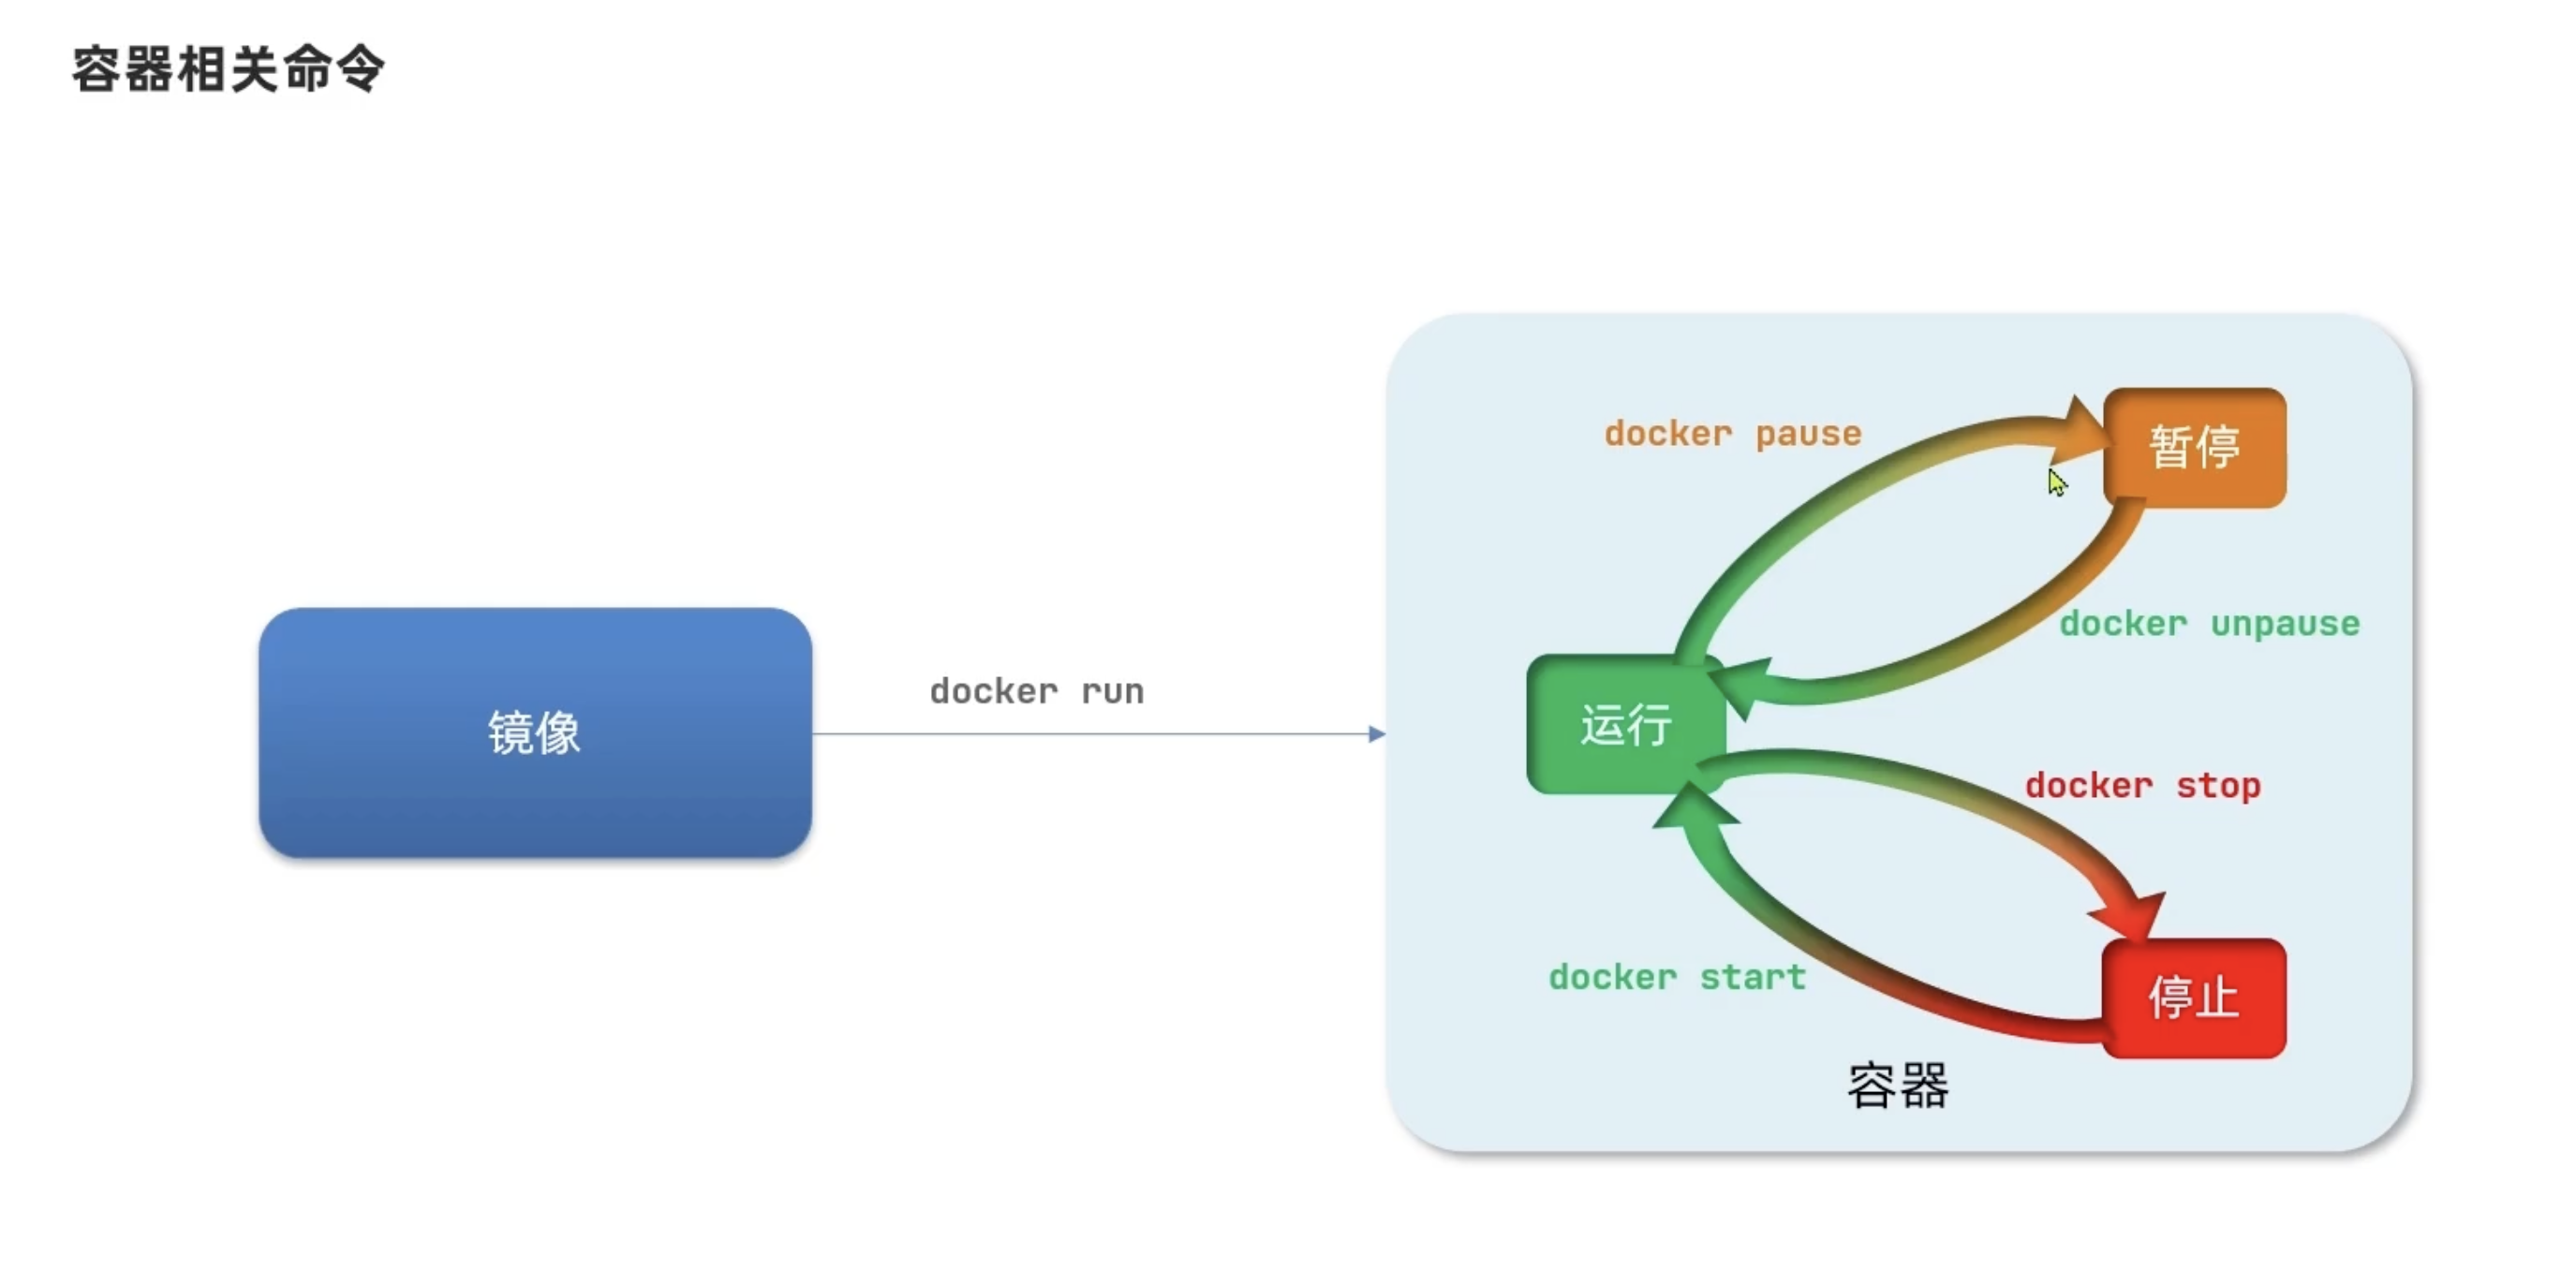 容器相关命令
docker pause
暂停
docker unpause
镜像
docker run
运行
docker stop
docker start
停止
容器